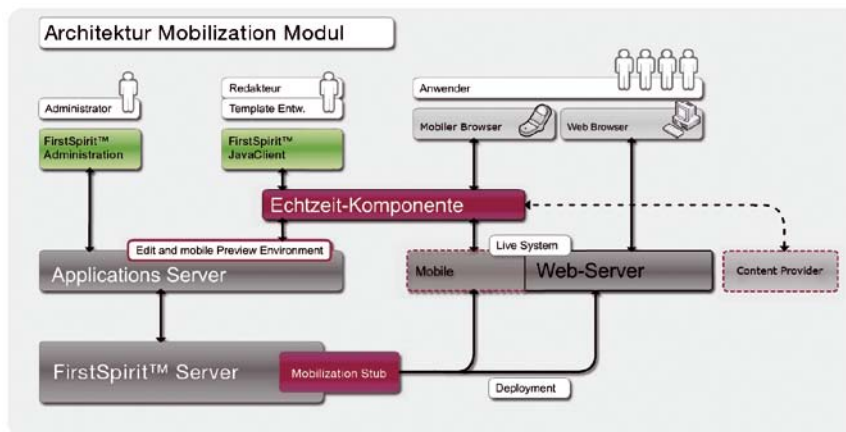 Architektur Mobilization Modul
Administrator
Redakteur
Template Entw.
Anwender
FirstSpirit™
Administration
FirstSpirit™
JavaClient
Mobiler Browser
Web Browser
Echtzeit-Komponente
Edit and mobile Preview Environment
Live System
Applications Server
Mobile
Web-Server
Content Provider
FirstSpirit™ Server
Mobilization Stub
Deployment